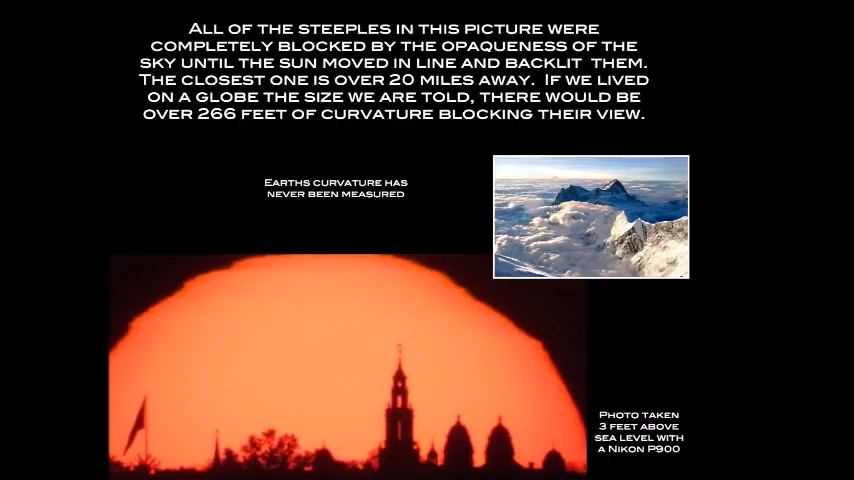 ALL OF THE STEEPLES IN THIS PICTURE WERE
COMPLETELY BLOCKED BY THE OPAQUENESS OF THE
SKY UNTIL THE SUN MOVED IN LINE AND BACKLIT THEM.
THE CLOSEST ONE IS OVER 20 MILES AWAY. IF WE LIVED
ON A GLOBE THE SIZE WE ARE TOLD, THERE WOULD BE
OVER 266 FEET OF CURVATURE BLOCKING THEIR VIEW.
EARTHS CURVATURE HAS
NEVER BEEN MEASURED
PHOTO TAKEN
3 FEET ABOVE
SEA LEVEL WITH
A NIKON P900